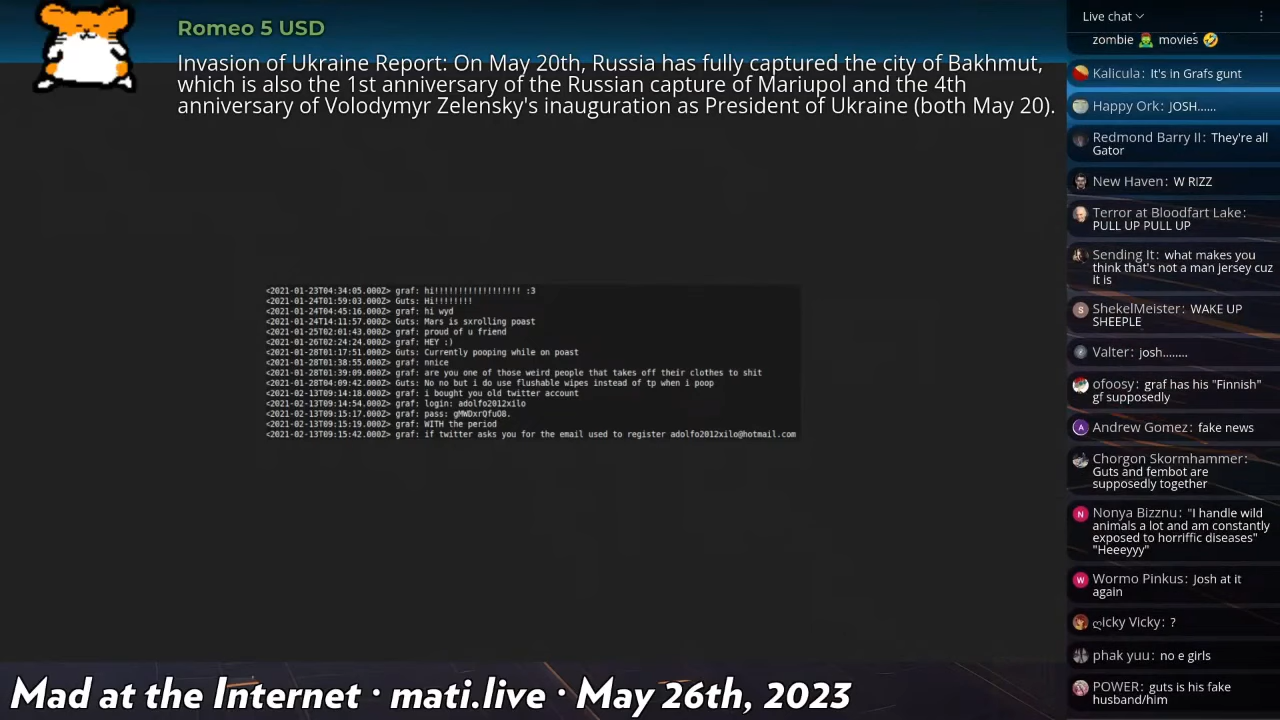 Romeo 5 USD
Invasion of Ukraine Report: On May 20th, Russia has fully captured the city of Bakhmut,
which is also the 1st anniversary of the Russian capture of Mariupol and the 4th
anniversary of Volodymyr Zelensky's inauguration as President of Ukraine (both May 20).
<2021-01-23T04:34:05.000Z> graf: hi!!!!!!!!!!!!!!!!!! :3
<2021-01-24T01:59:03.000Z> Guts: Hi!!!!!!!!
<2021-01-24T04:45:16.000Z> graf: hi wyd
<2021-01-24T14:11:57.000Z> Guts: Mars is sxrolling poast
<2021-01-25T02:01:43.000Z> graf: proud of u friend
<2021-01-26T02:24:24.000Z> graf: HEY :)
<2021-01-28T01:17:51.000Z> Guts: Currently pooping while on poast
<2021-01-28T01:38:55.000Z> graf: nnice
<2021-01-28T01:39:09.000Z> graf: are you one of those weird people that takes off their clothes to shit
<2021-01-28T04:09:42.000Z> Guts: No no but i do use flushable wipes instead of tp when i poop
<2021-02-13T09:14:18.000Z> graf: i bought you old twitter account
<2021-02-13T09:14:54.000Z> graf: login: adolfo2012xilo
<2021-02-13T09:15:17.000Z> graf: pass: gMWDxrQfuO8.
<2021-02-13T09:15:19.000Z> graf: WITH the period
<2021-02-13T09:15:42.000Z> graf: if twitter asks you for the email used to register adolfo2012xilo@hotmail.com
Live chat
zombie 🧟 movies 🤣
Kalicula: It's in Grafs gunt
Happy Ork: JOSH......
Redmond Barry II: They're all
Gator
New Haven: W RIZZ
Terror at Bloodfart Lake:
PULL UP PULL UP
Sending It: what makes you
think that's not a man jersey cuz
it is
S
ShekelMeister: WAKE UP
SHEEPLE
Valter: josh........
ofoosy: graf has his "Finnish"
gf supposedly
A
Andrew Gomez: fake news
Chorgon Skormhammer:
Guts and fembot are
supposedly together
N
Nonya Bizznu: "I handle wild
animals a lot and am constantly
exposed to horriffic diseases"
"Heeeyyy"
W
Wormo Pinkus: Josh at it
again
ღicky Vicky: ?
phak yuu: no e girls
POWER: guts is his fake
husband/him
Mad at the Internet · mati.live · May 26th, 2023